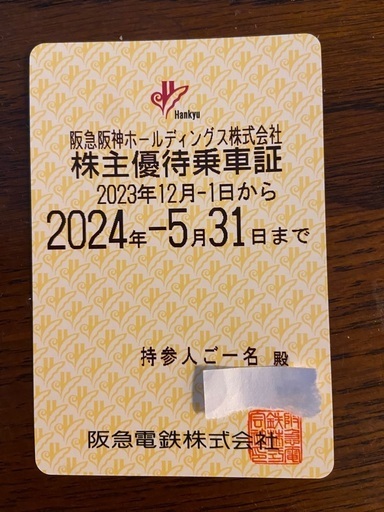 Hankyu
阪急阪神ホールディングス株式会社
株主優待乗車証
2023年12月-1日から
2024年-5月31日まで
持参人ご一名 殿
阪急電鉄株式会社